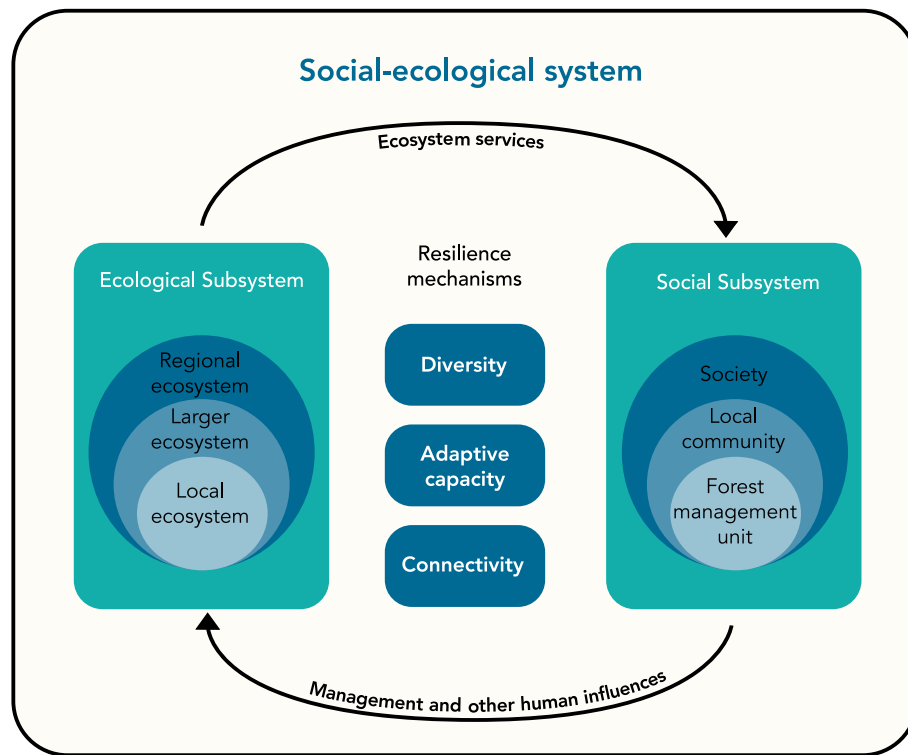 Social-ecological system
Ecosystem services
Ecological Subsystem
Regional
ecosystem
Larger
ecosystem
Local
ecosystem
Resilience
mechanisms
Diversity
Adaptive
capacity
Connectivity
Social Subsystem
Society
Local
community
Forest
management
unit
Management and other human influences